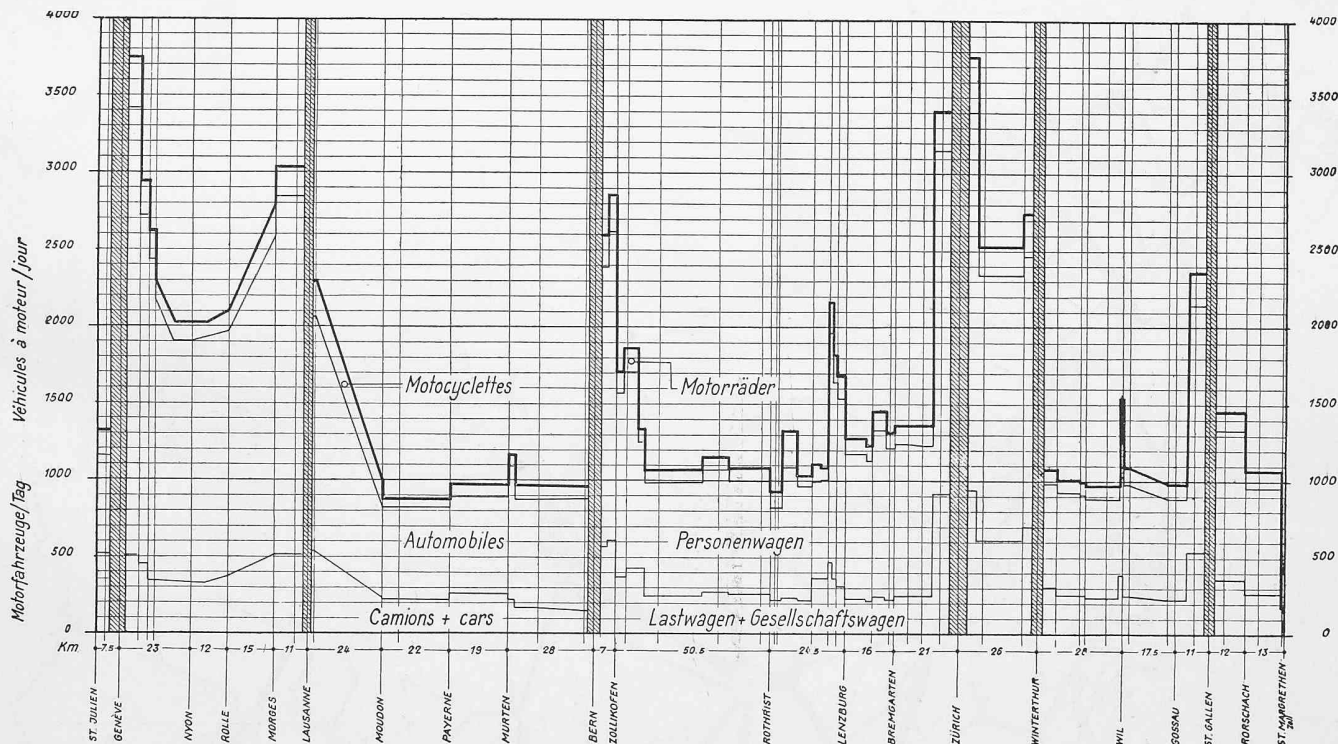 4000
3500
3000
2500
2000
1500
1000
500
0
Véhicules à moteur/jour
Motorfahrzeuge/Tag
4000
3500
3000
2500
2080
1500
1000
500
0
Motocyclettes
Motorräder
Automobiles
Personenwagen
Camions + cars
Lastwagen + Gesellschaftswagen
Km. 7.5 23 12 15 11 24 22 19 28 7 50.5 16 21 26 17.5 11 12 13
ST. JULIEN
GENÈVE
NYON
ROLLE
MORGES
LAUSANNE
MOUDON
PAYERNE
MURTEN
BERN
ZOLLIKOFEN
ROTHRIST
LENZBURG
BREMGARTEN
ZÜRICH
WINTERTHUR
WIL
GOSSAU
ST. GALLEN
RORSCHACH
ST. MARGRETHEN
Zoll